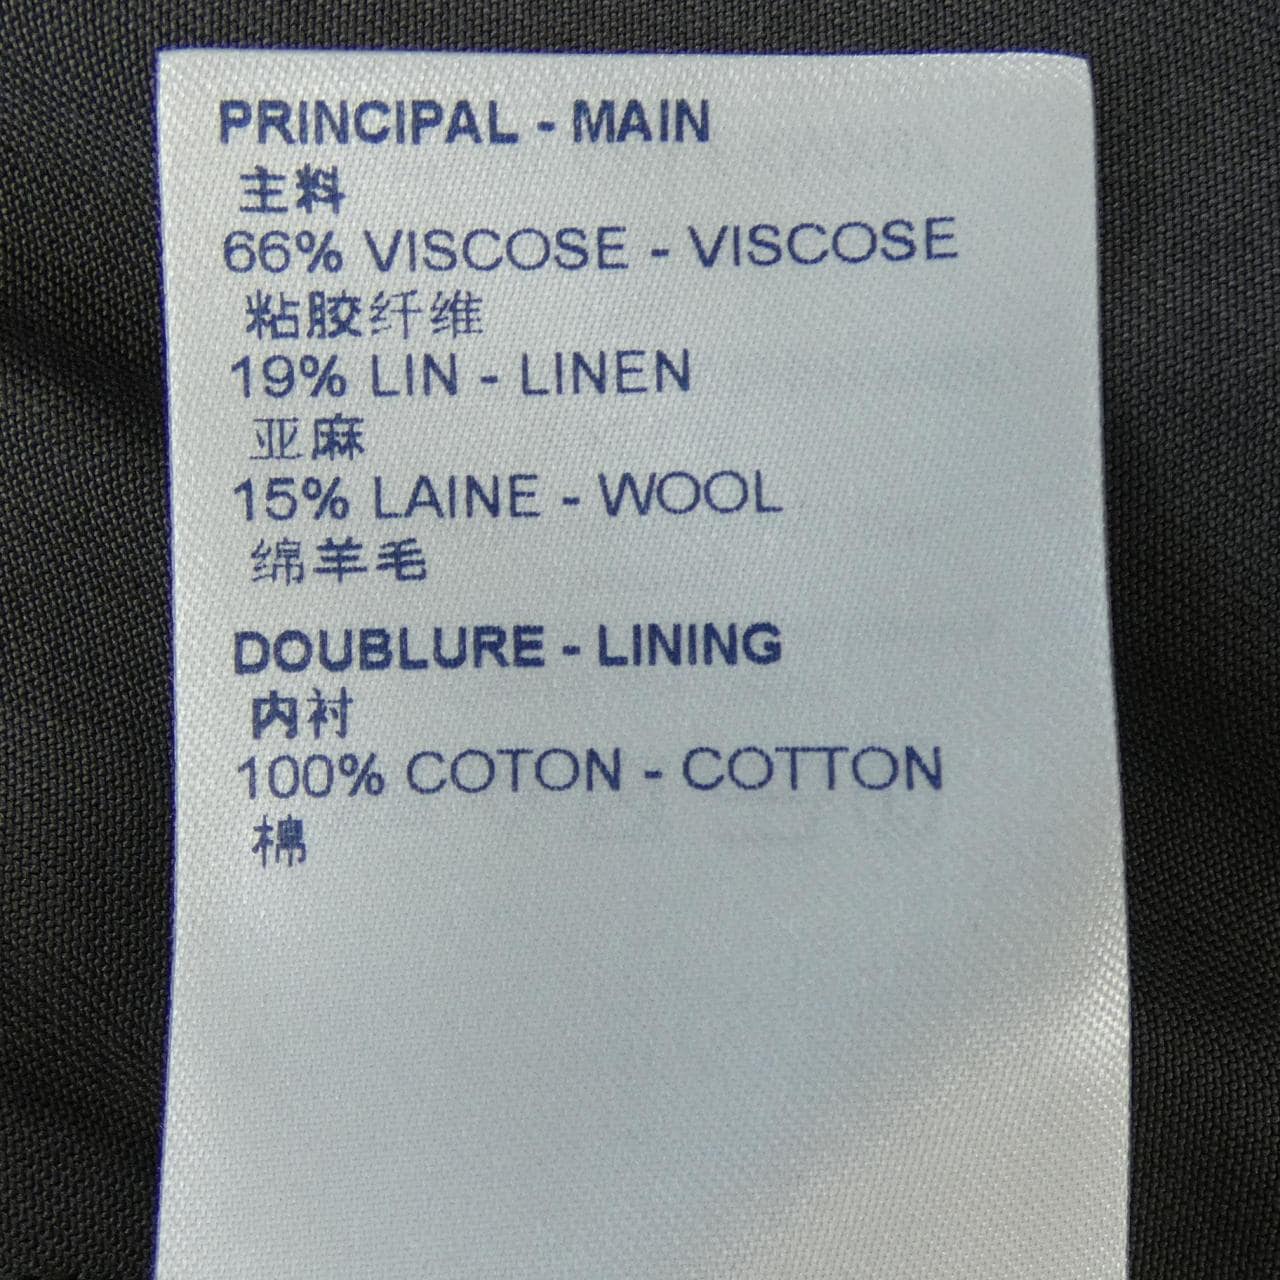 PRINCIPAL - MAIN
主料
66% VISCOSE - VISCOSE
粘胶纤维
19% LIN - LINEN
亚麻
15% LAINE - WOOL
绵羊毛
DOUBLURE - LINING
内衬
100% COTON - COTTON
棉